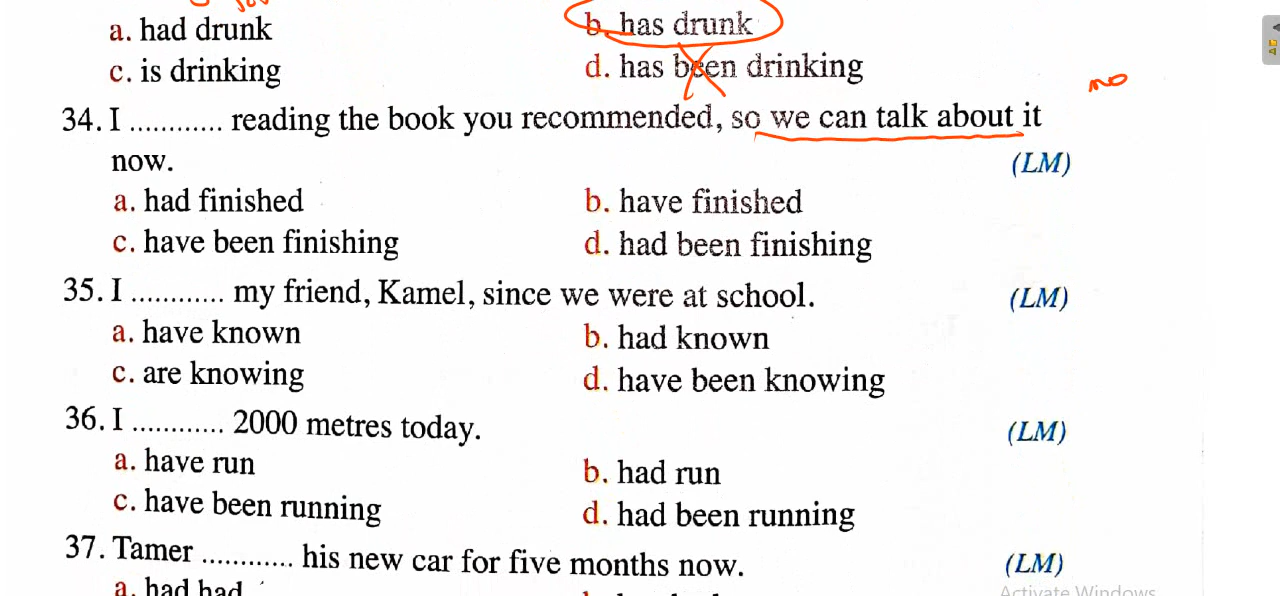 a. had drunk b. has drunk
c. is drinking d. has been drinking
no
34. I ............ reading the book you recommended, so we can talk about it
now. (LM)
a. had finished b. have finished
c. have been finishing d. had been finishing
35. I ............ my friend, Kamel, since we were at school. (LM)
a. have known b. had known
c. are knowing d. have been knowing
36. I ............ 2000 metres today. (LM)
a. have run b. had run
c. have been running d. had been running
37. Tamer ............ his new car for five months now. (LM)
a. had had
Activate Windows